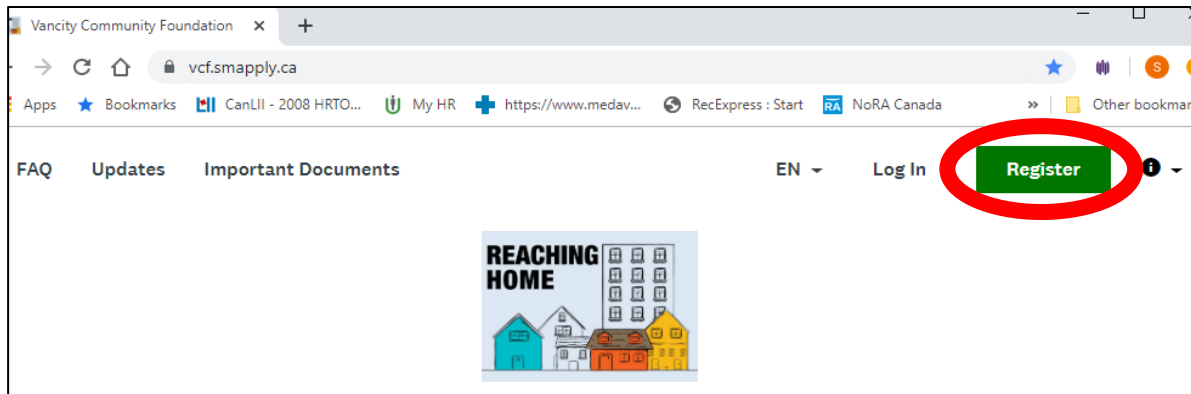 Vancity Community Foundation
vcf.smapply.ca
S
Apps Bookmarks CanLII - 2008 HRTO... My HR https://www.medav... RecExpress : Start RA NoRA Canada » Other bookmar
FAQ Updates Important Documents EN Log In Register
REACHING
HOME